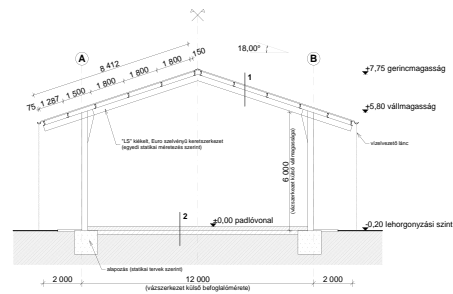 18,00°
A
B
8 412
75
1 287
1 500
1 800
1 800
1 800
150
1
+7,75 gerincmagasság
+5,80 vállmagasság
"LS" kiékelt, Euro szelvényű keretszerkezet
(egyedi statikai méretezés szerint)
vízelvezető lánc
6 000
(vázszerkezet külső vállmagassága)
2
±0,00 padlóvonal
-0,20 lehorgonyzási szint
alapozás (statikai tervek szerint)
2 000
12 000
2 000
(vázszerkezet külső befoglalómérete)